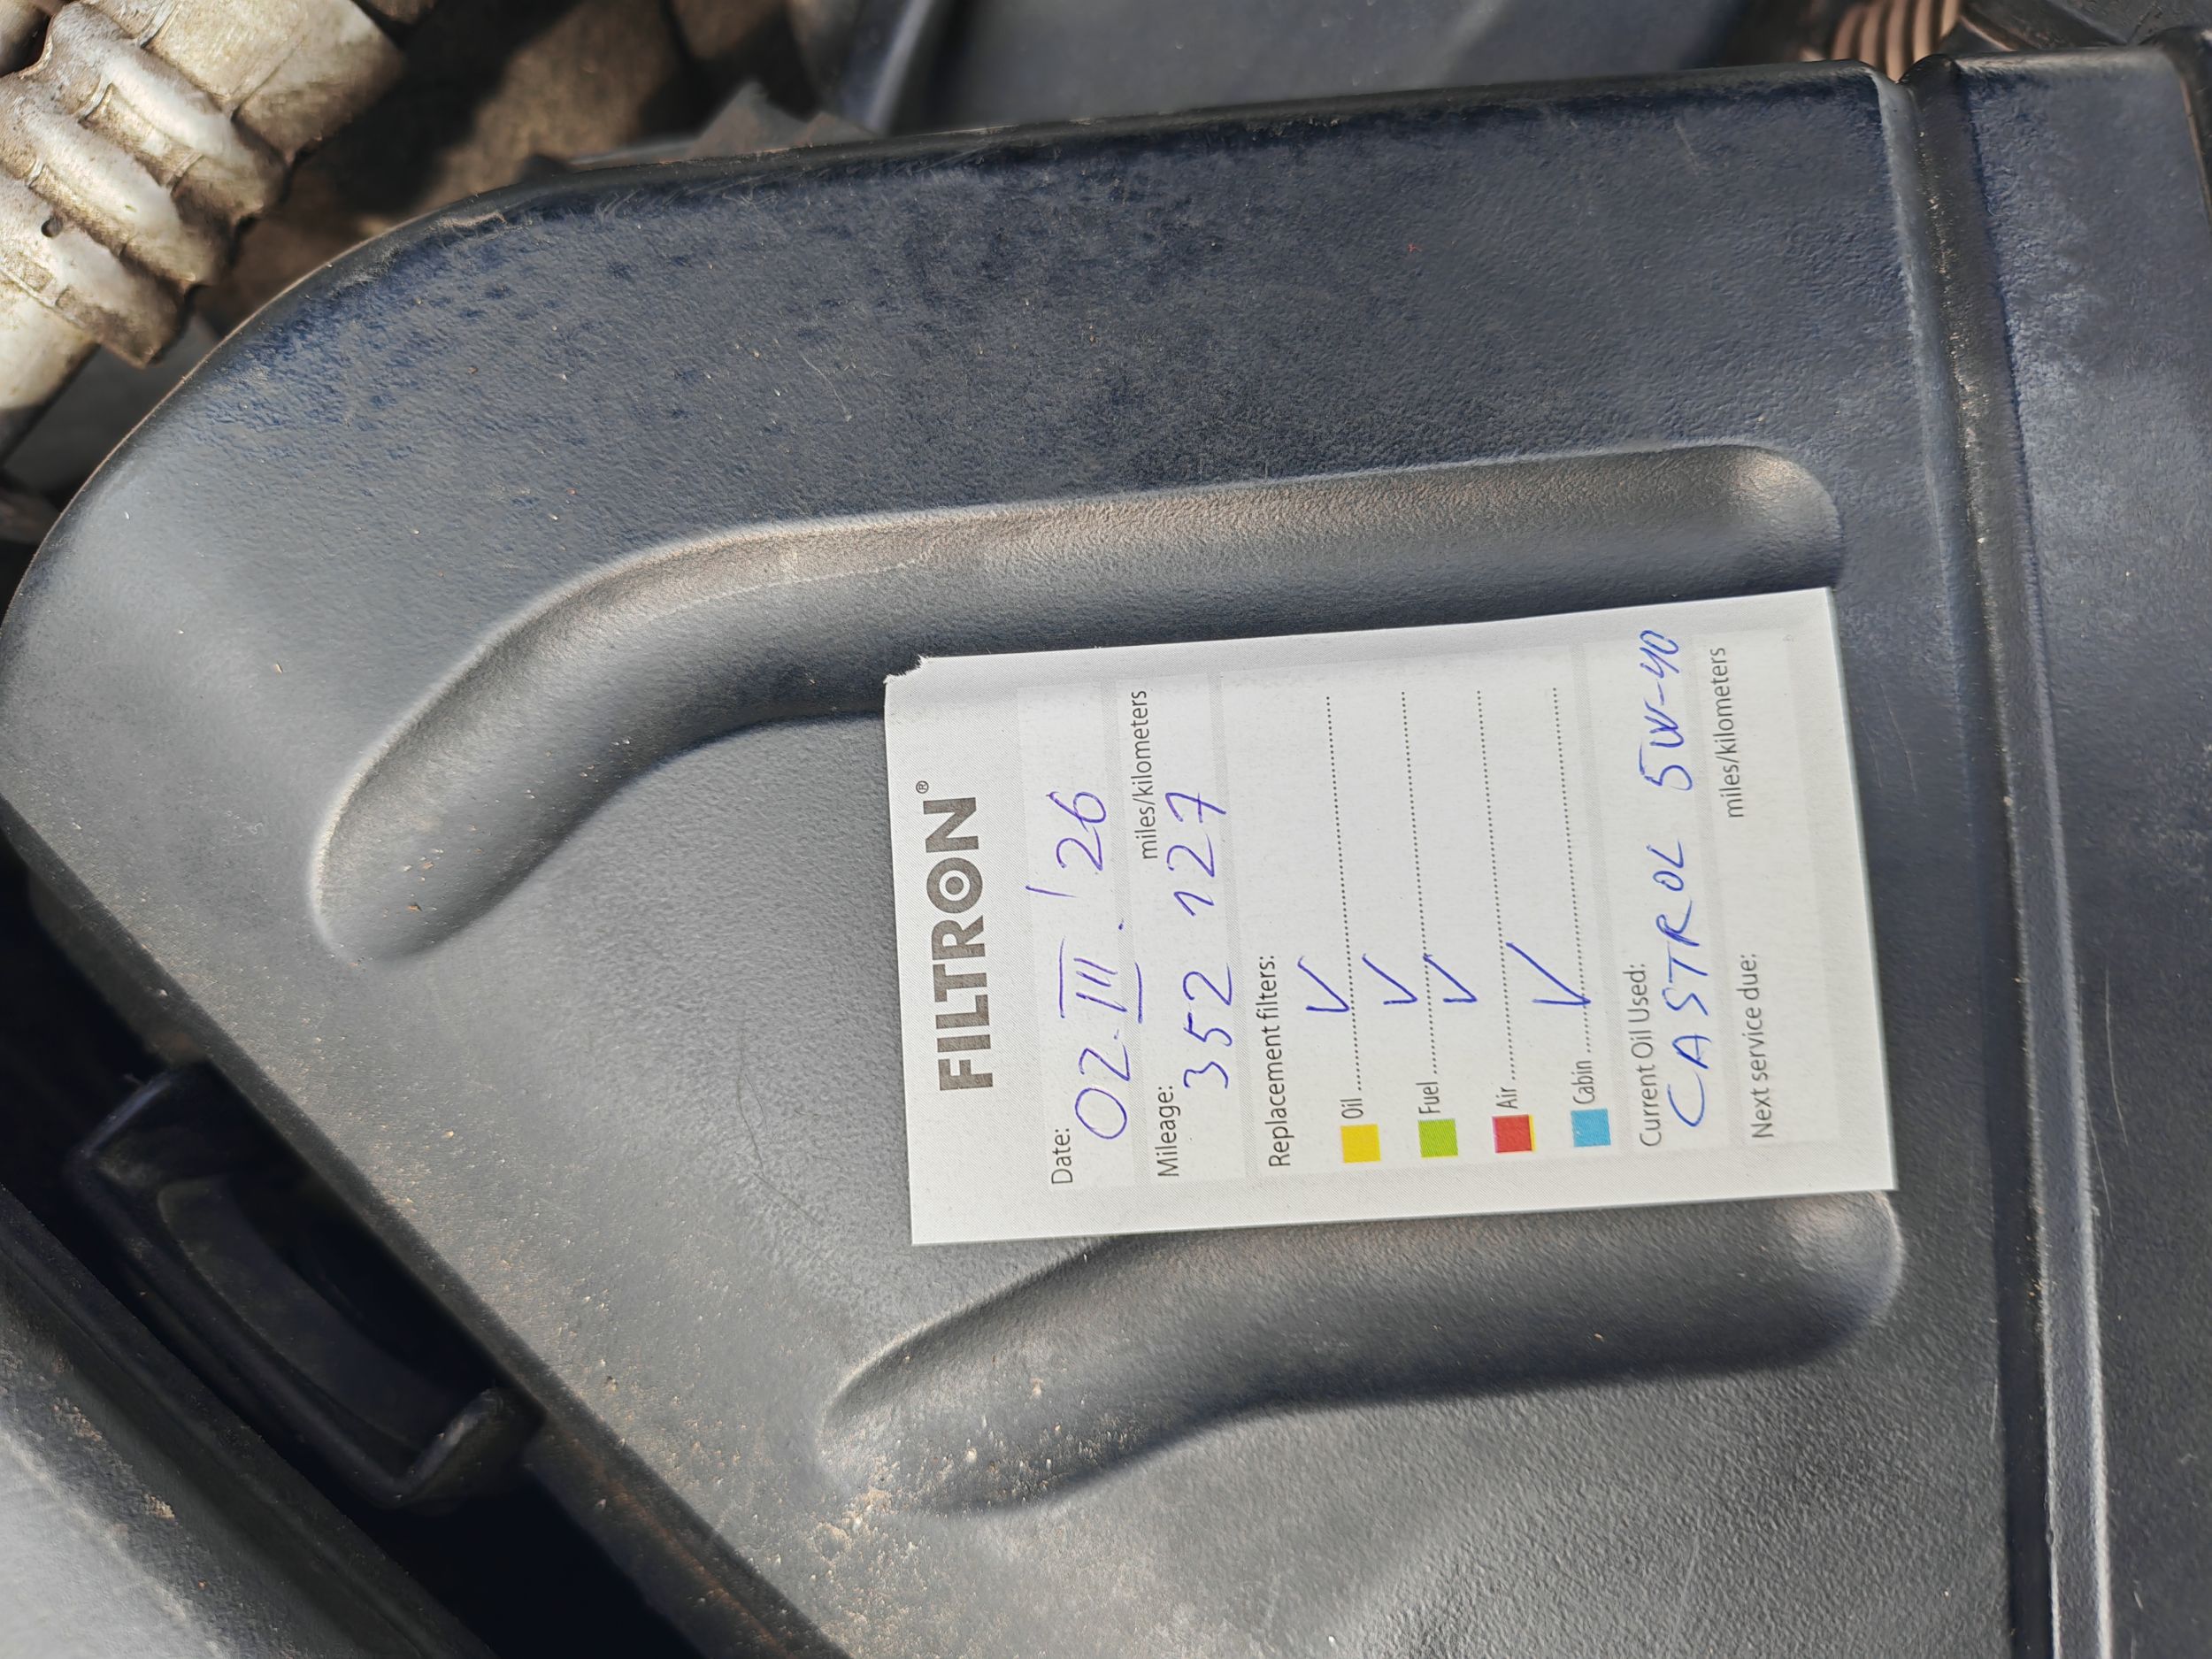 FILTRON®
Date:
02.III.'26
Mileage:
miles/kilometers
352 127
Replacement filters:
Oil ✓
Fuel ✓
Air ✓
Cabin ✓
Current Oil Used:
CASTROL 5W-40
Next service due:
miles/kilometers